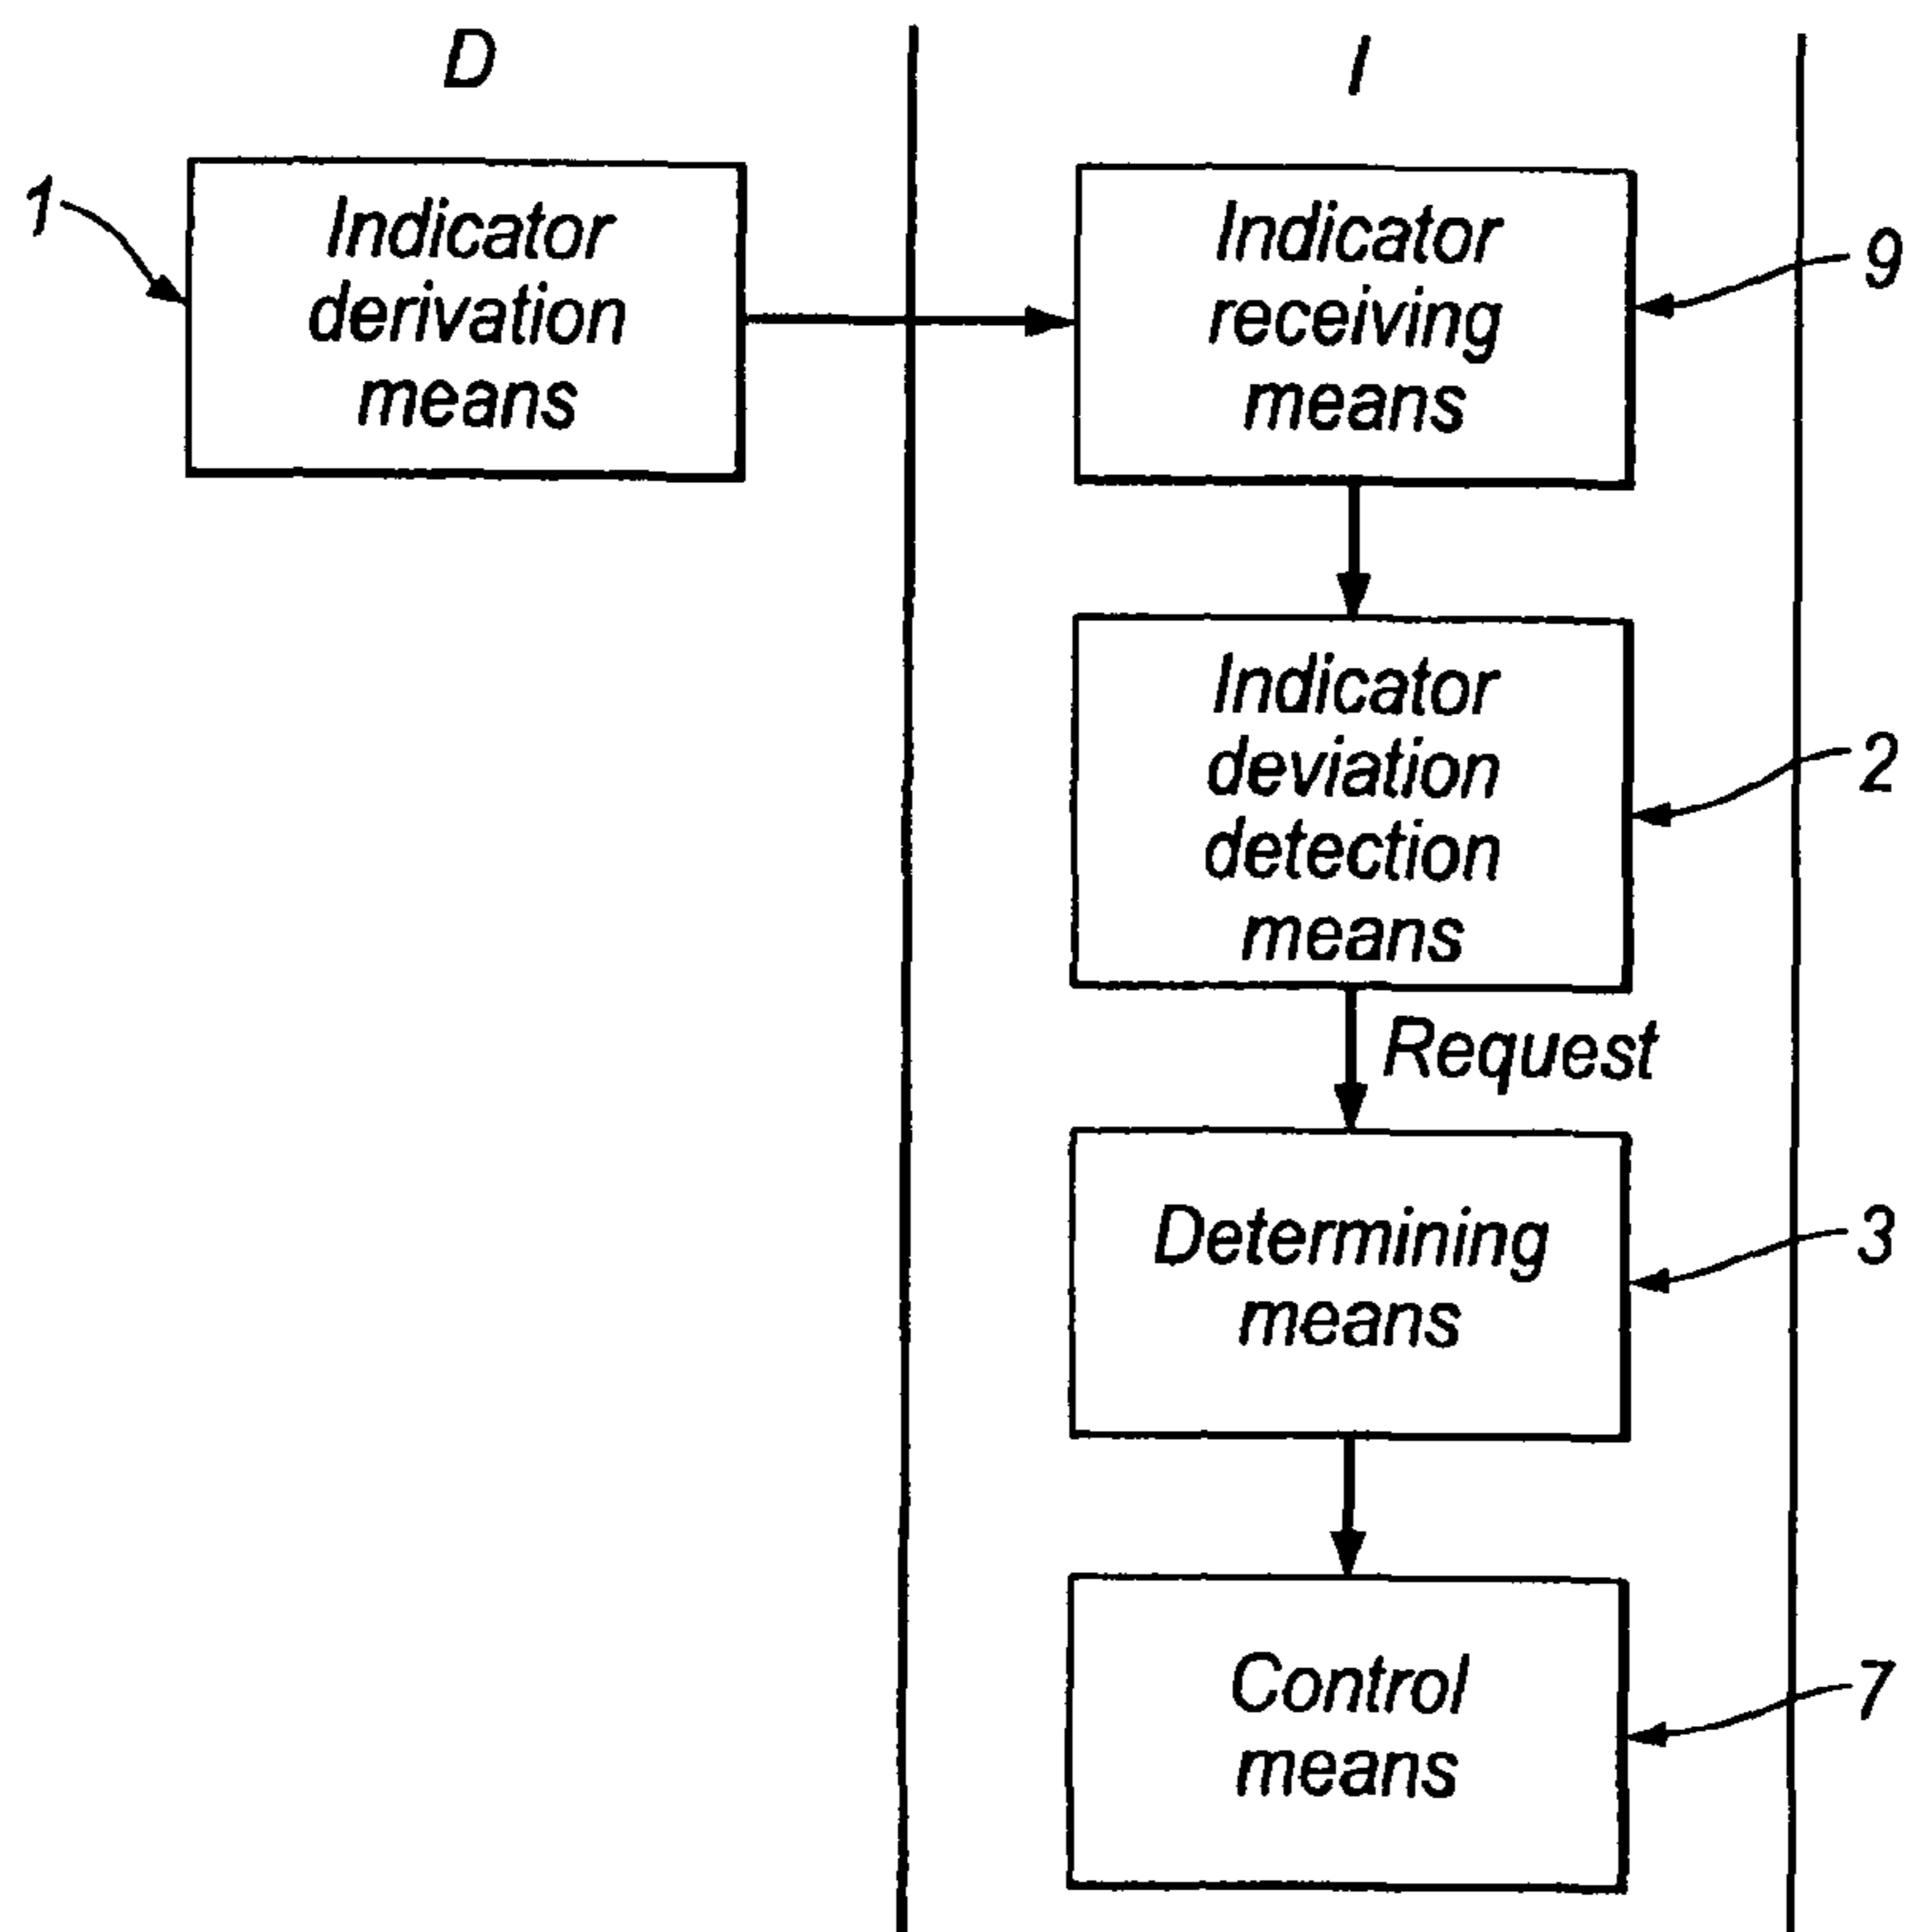 D
I
1
Indicator
derivation
means
Indicator
receiving
means
9
Indicator
deviation
detection
means
2
Request
Determining
means
3
Control
means
7